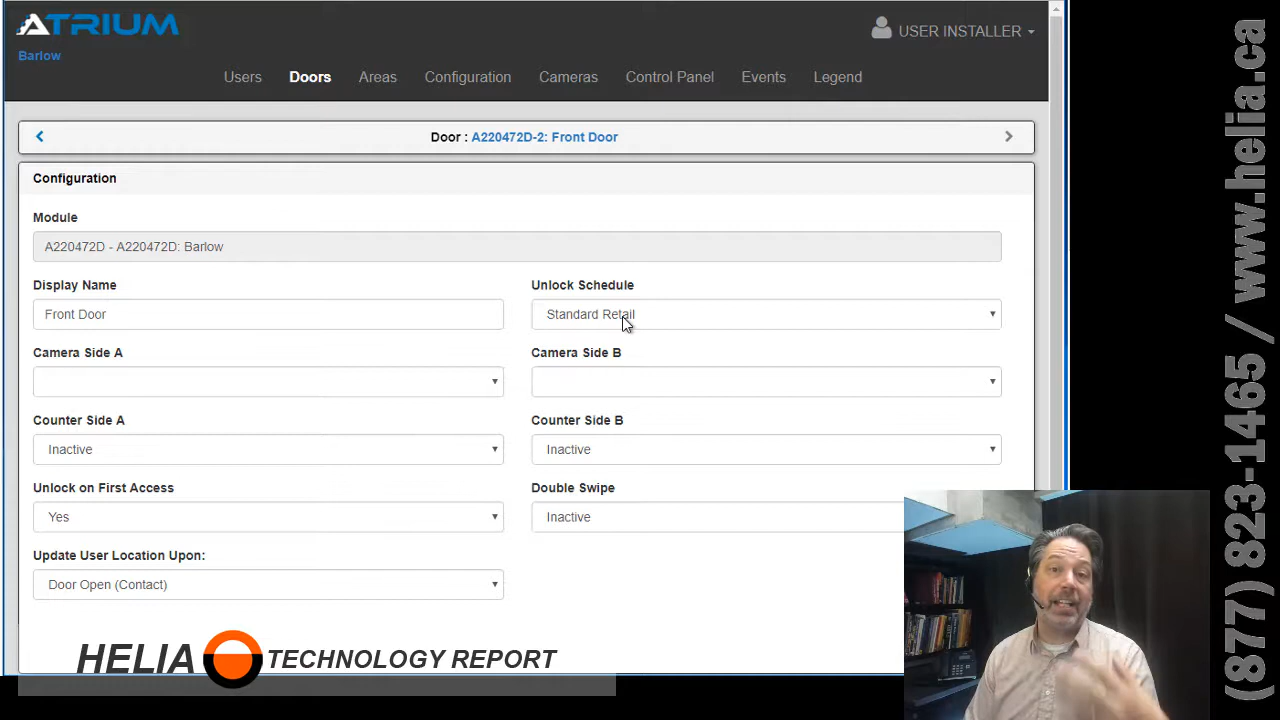 ATRIUM
Barlow
USER INSTALLER
Users Doors Areas Configuration Cameras Control Panel Events Legend
Door : A220472D-2: Front Door
Configuration
Module
A220472D - A220472D: Barlow
Display Name Unlock Schedule
Front Door Standard Retail
Camera Side A Camera Side B
Counter Side A Counter Side B
Inactive Inactive
Unlock on First Access Double Swipe
Yes Inactive
Update User Location Upon:
Door Open (Contact)
HELIA TECHNOLOGY REPORT
(877) 823-1465 / www.helia.ca